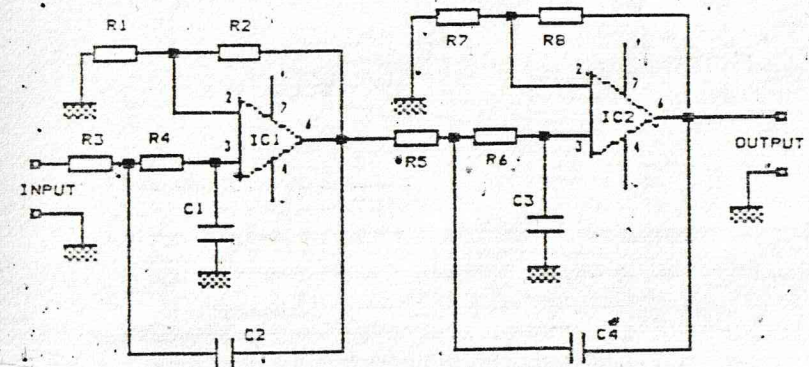 R1 R2 R7 R8
2 7 IC1 6 3 4
2 7 IC2 6 3 4
R3 R4 R5 R6
INPUT OUTPUT
C1 C3
C2 C4